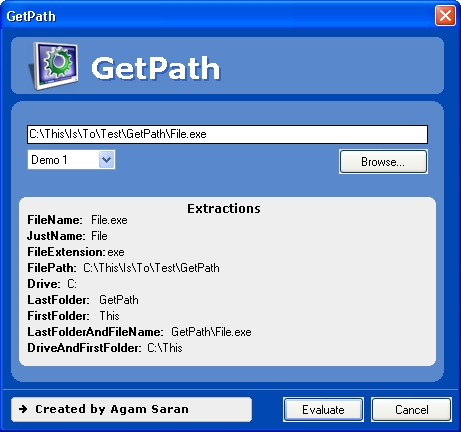 GetPath
GetPath
C:\This\Is\To\Test\GetPath\File.exe
Demo 1
Browse...
Extractions
FileName: File.exe
JustName: File
FileExtension: exe
FilePath: C:\This\Is\To\Test\GetPath
Drive: C:
LastFolder: GetPath
FirstFolder: This
LastFolderAndFileName: GetPath\File.exe
DriveAndFirstFolder: C:\This
➔ Created by Agam Saran
Evaluate
Cancel